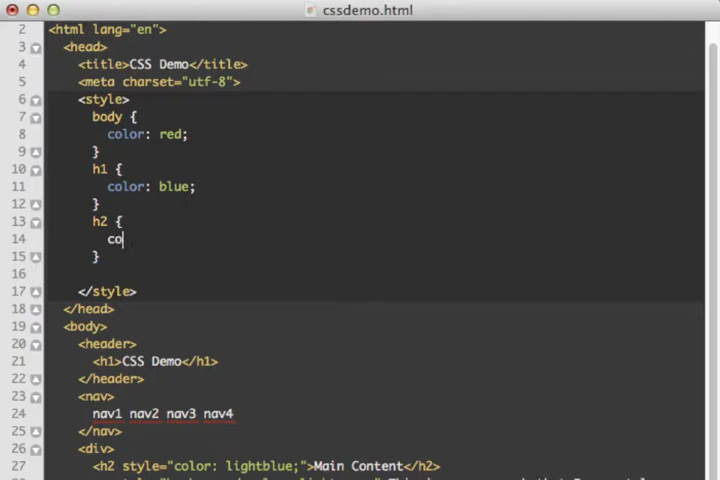 cssdemo.html
2 <html lang="en">
3 <head>
4 <title>CSS Demo</title>
5 <meta charset="utf-8">
6 <style>
7 body {
8 color: red;
9 }
10 h1 {
11 color: blue;
12 }
13 h2 {
14 co
15 }
16
17 </style>
18 </head>
19 <body>
20 <header>
21 <h1>CSS Demo</h1>
22 </header>
23 <nav>
24 nav1 nav2 nav3 nav4
25 </nav>
26 <div>
27 <h2 style="color: lightblue;">Main Content</h2>